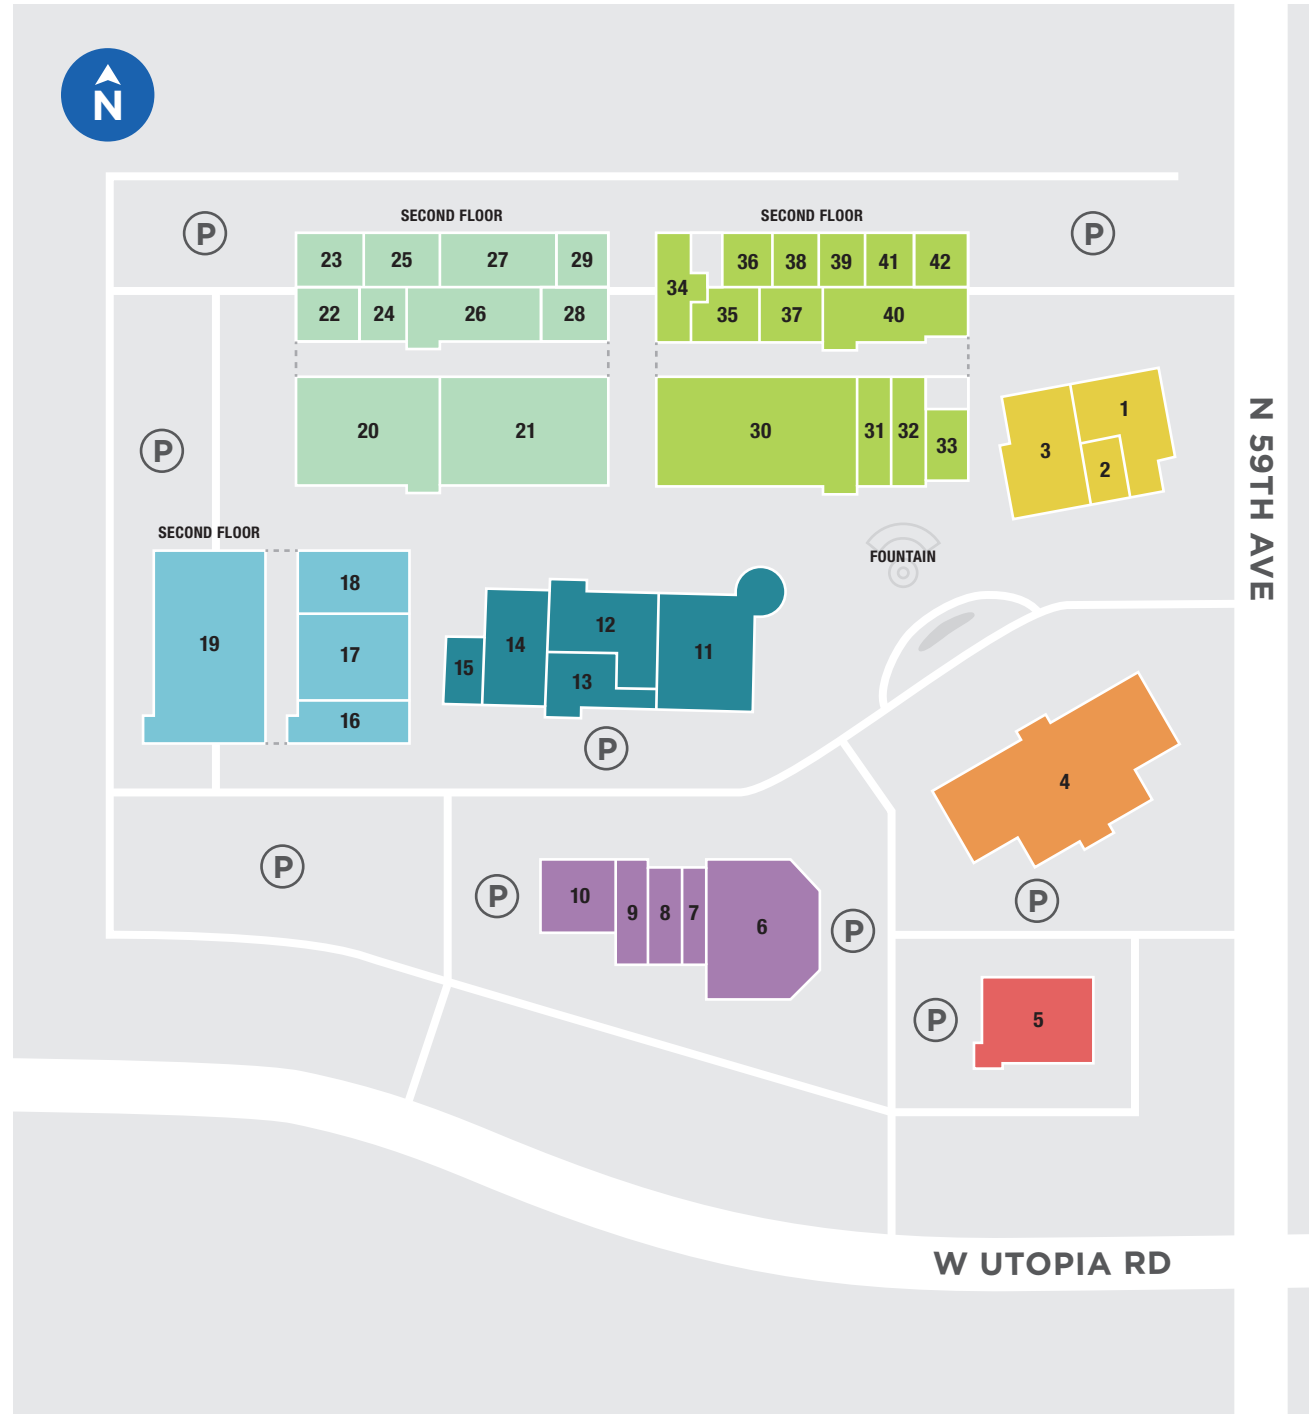 N
P
SECOND FLOOR
SECOND FLOOR
P
23 25 27 29
36 38 39 41 42
34
22 24 26 28
35 37 40
N 59TH AVE
1
20 21
30 31 32 33
3
2
P
SECOND FLOOR
FOUNTAIN
18
12
19
17
15 14
11
13
16
P
4
P
P
10
9 8 7
6
P
P
P
5
W UTOPIA RD